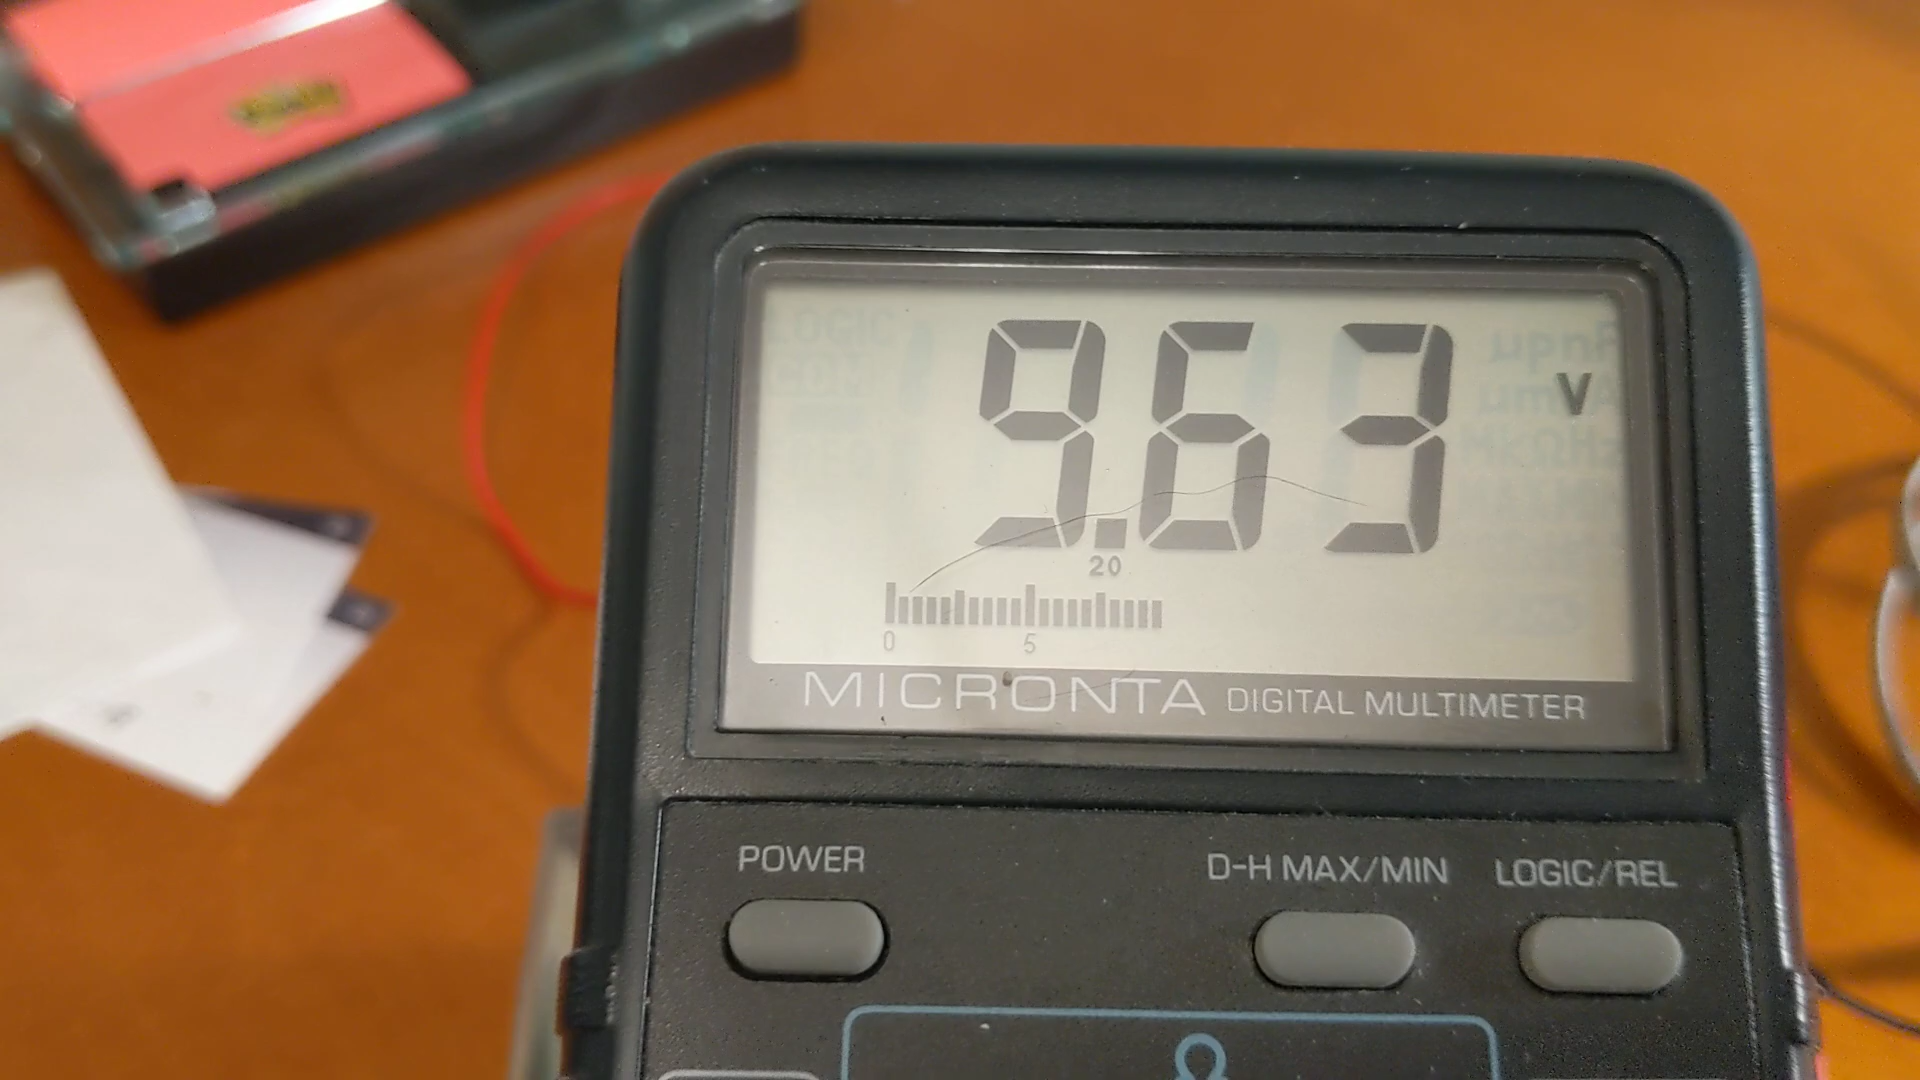 9.63 V
20
0 5
MICRONTA DIGITAL MULTIMETER
POWER D-H MAX/MIN LOGIC/REL
Ω